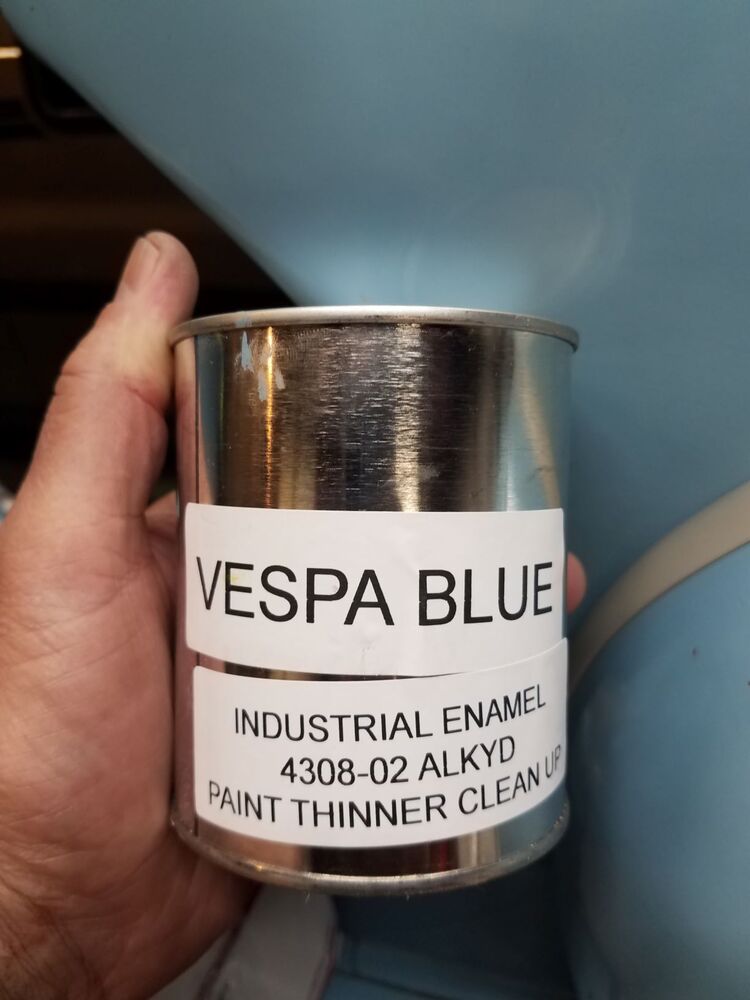 VESPA BLUE
INDUSTRIAL ENAMEL
4308-02 ALKYD
PAINT THINNER CLEAN UP